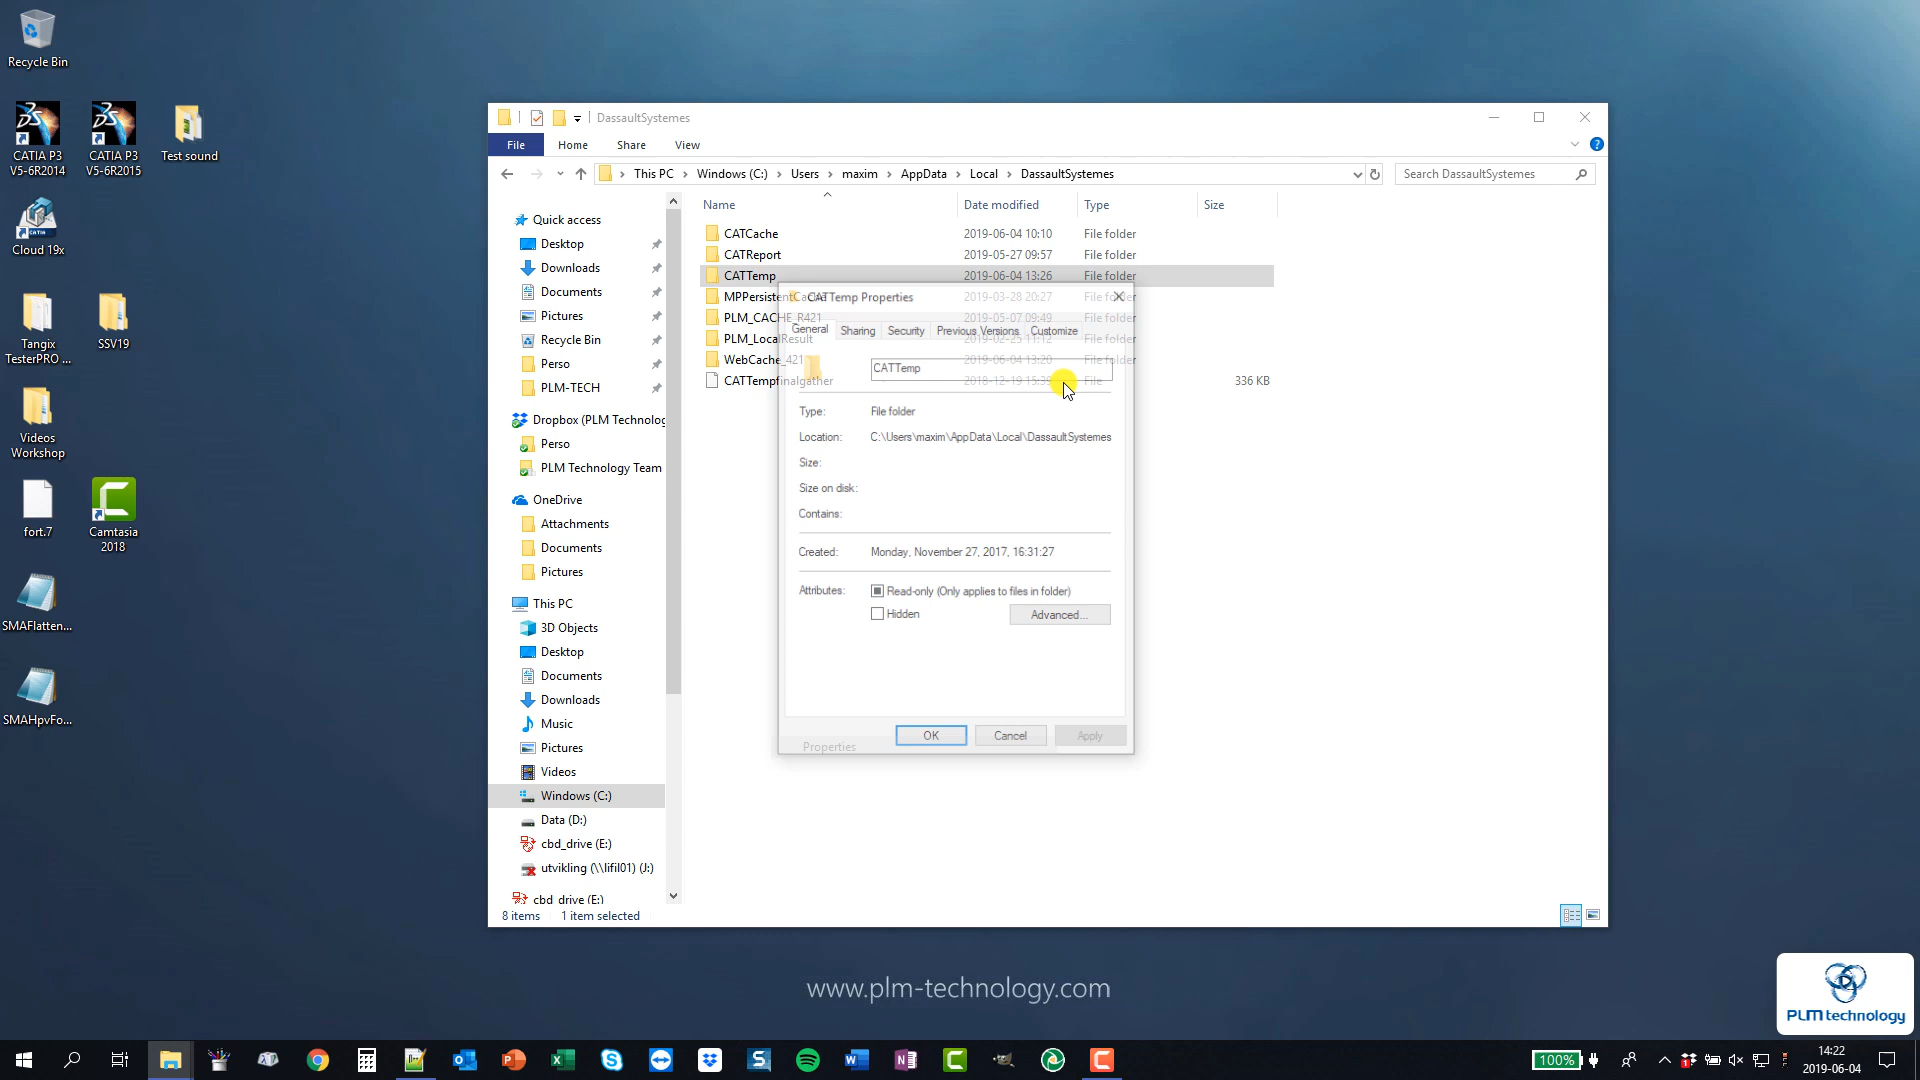 Recycle Bin
CATIA P3
V5-6R2014
CATIA P3
V5-6R2015
Test sound
Cloud 19x
Tangix
TesterPRO ...
SSV19
Videos
Workshop
fort.7
Camtasia
2018
SMAFlatten...
SMAHpvFo...
DassaultSystemes
File
Home
Share
View
This PC > Windows (C:) > Users > maxim > AppData > Local > DassaultSystemes
Search DassaultSystemes
Quick access
Desktop
Downloads
Documents
Pictures
Recycle Bin
Perso
PLM-TECH
Dropbox (PLM Technolog
Perso
PLM Technology Team
OneDrive
Attachments
Documents
Pictures
This PC
3D Objects
Desktop
Documents
Downloads
Music
Pictures
Videos
Windows (C:)
Data (D:)
cbd_drive (E:)
utvikling (\\lifil01) (J:)
cbd_drive (E:)
Name Date modified Type Size
CATCache 2019-06-04 10:10 File folder
CATReport 2019-05-27 09:57 File folder
CATTemp 2019-06-04 13:26 File folder
MPPersistentCache 2019-03-28 20:27 File folder
PLM_CACHE_R421 2019-05-07 09:49 File folder
PLM_LocalResult 2019-02-25 11:12 File folder
WebCache_421 2019-06-04 13:20 File folder
CATTempfinalgather 2018-12-19 15:39 File 336 KB
CATTemp Properties
General Sharing Security Previous Versions Customize
CATTemp
Type: File folder
Location: C:\Users\maxim\AppData\Local\DassaultSystemes
Size:
Size on disk:
Contains:
Created: Monday, November 27, 2017, 16:31:27
Attributes: Read-only (Only applies to files in folder)
Hidden
Advanced...
Properties
OK Cancel Apply
8 items 1 item selected
www.plm-technology.com
PLM technology
100%
14:22
2019-06-04